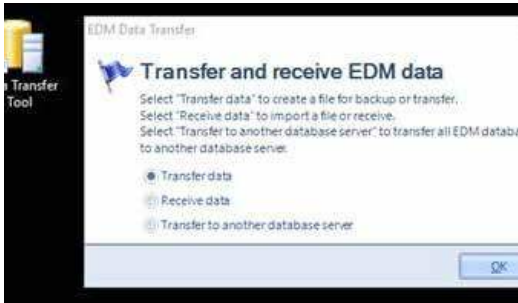 EDM Data Transfer
Transfer and receive EDM data
Transfer
Tool
Select "Transfer data" to create a file for backup or transfer.
Select "Receive data" to import a file or receive.
Select "Transfer to another database server" to transfer all EDM databa
to another database server.
Transfer data
Receive data
Transfer to another database server
OK